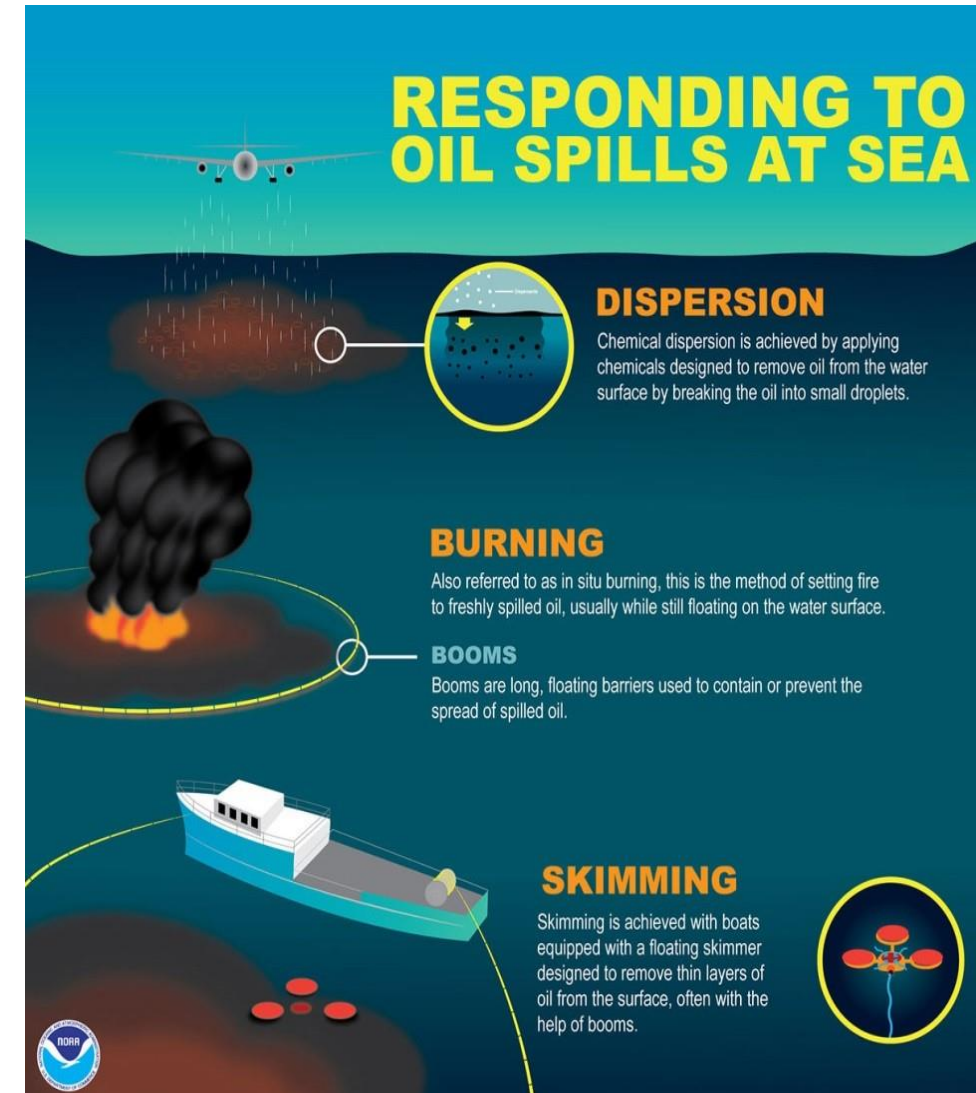 RESPONDING TO
OIL SPILLS AT SEA
Dispersants
DISPERSION
Chemical dispersion is achieved by applying
chemicals designed to remove oil from the water
surface by breaking the oil into small droplets.
BURNING
Also referred to as in situ burning, this is the method of setting fire
to freshly spilled oil, usually while still floating on the water surface.
BOOMS
Booms are long, floating barriers used to contain or prevent the
spread of spilled oil.
SKIMMING
Skimming is achieved with boats
equipped with a floating skimmer
designed to remove thin layers of
oil from the surface, often with the
help of booms.
NOAA